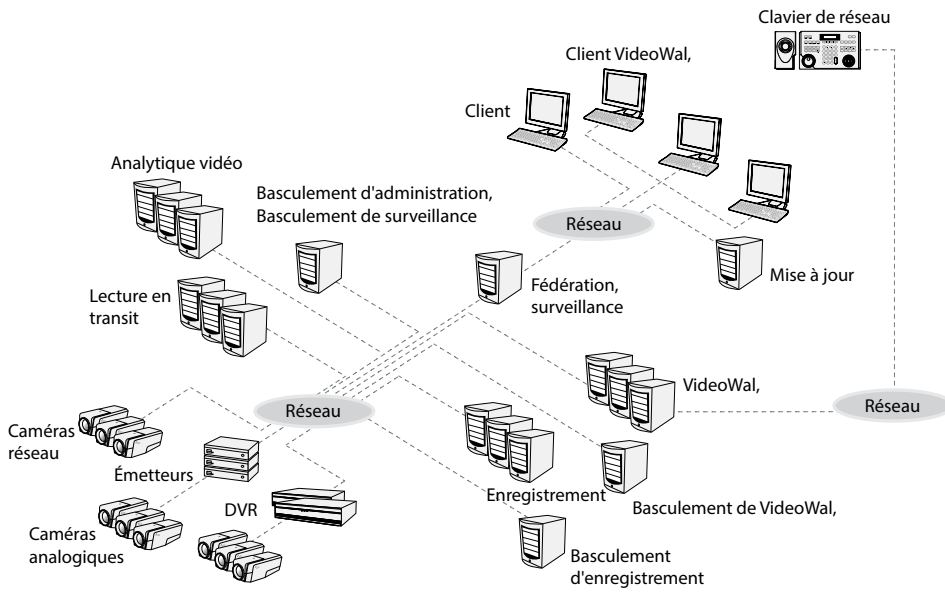 Clavier de réseau
Client VideoWal,
Client
Analytique vidéo
Basculement d'administration,
Basculement de surveillance
Réseau
Mise à jour
Fédération,
surveillance
Lecture en
transit
VideoWal,
Réseau
Réseau
Caméras
réseau
Émetteurs
Enregistrement
Basculement de VideoWal,
DVR
Caméras
analogiques
Basculement
d'enregistrement